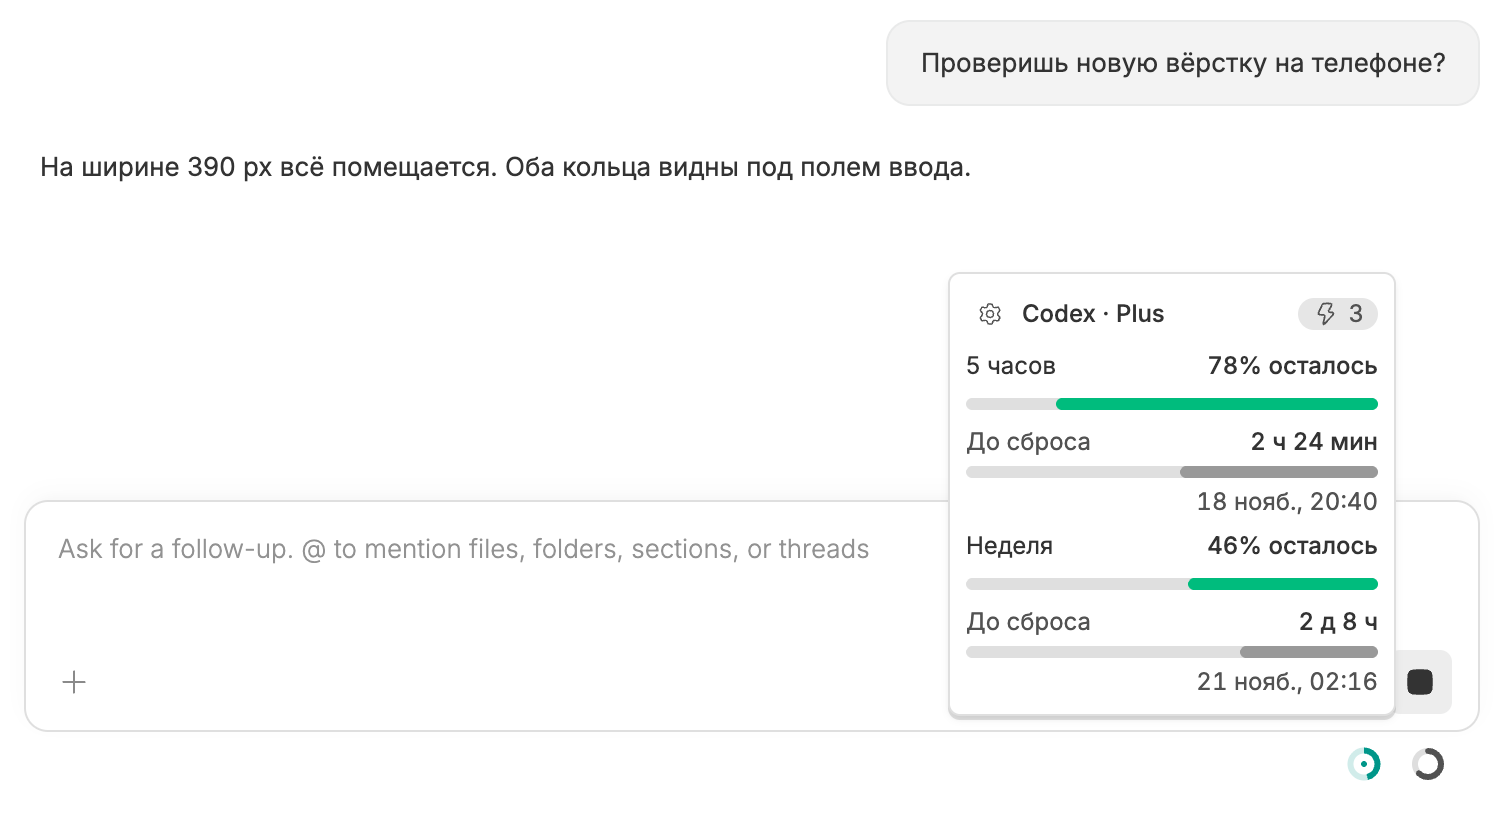 Проверишь новую вёрстку на телефоне?
На ширине 390 px всё помещается. Оба кольца видны под полем ввода.
Codex · Plus 3
5 часов 78% осталось
До сброса 2 ч 24 мин
18 нояб., 20:40
Неделя 46% осталось
До сброса 2 д 8 ч
21 нояб., 02:16
Ask for a follow-up. @ to mention files, folders, sections, or threads